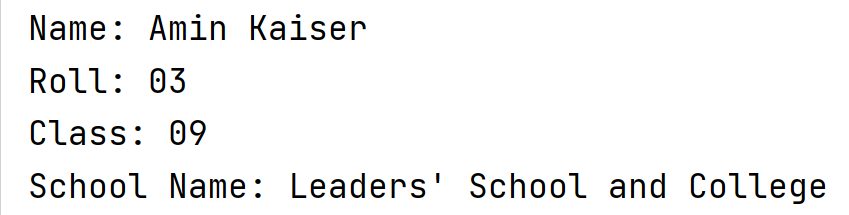 Name: Amin Kaiser
Roll: 03
Class: 09
School Name: Leaders' School and College